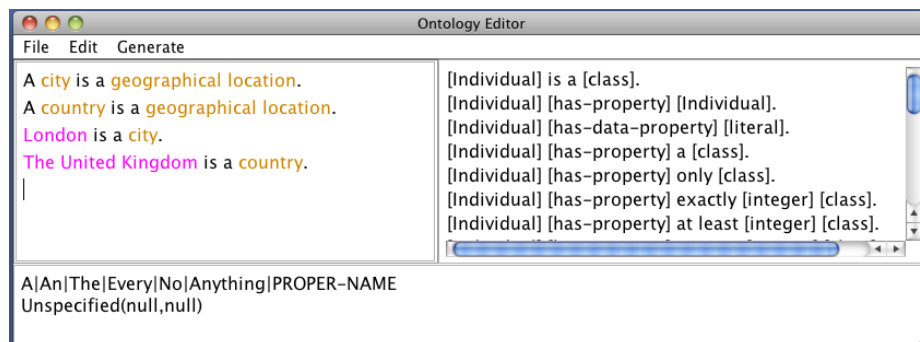 Ontology Editor
File Edit Generate
A city is a geographical location.
A country is a geographical location.
London is a city.
The United Kingdom is a country.
[Individual] is a [class].
[Individual] [has-property] [Individual].
[Individual] [has-data-property] [literal].
[Individual] [has-property] a [class].
[Individual] [has-property] only [class].
[Individual] [has-property] exactly [integer] [class].
[Individual] [has-property] at least [integer] [class].
A|An|The|Every|No|Anything|PROPER-NAME
Unspecified(null,null)